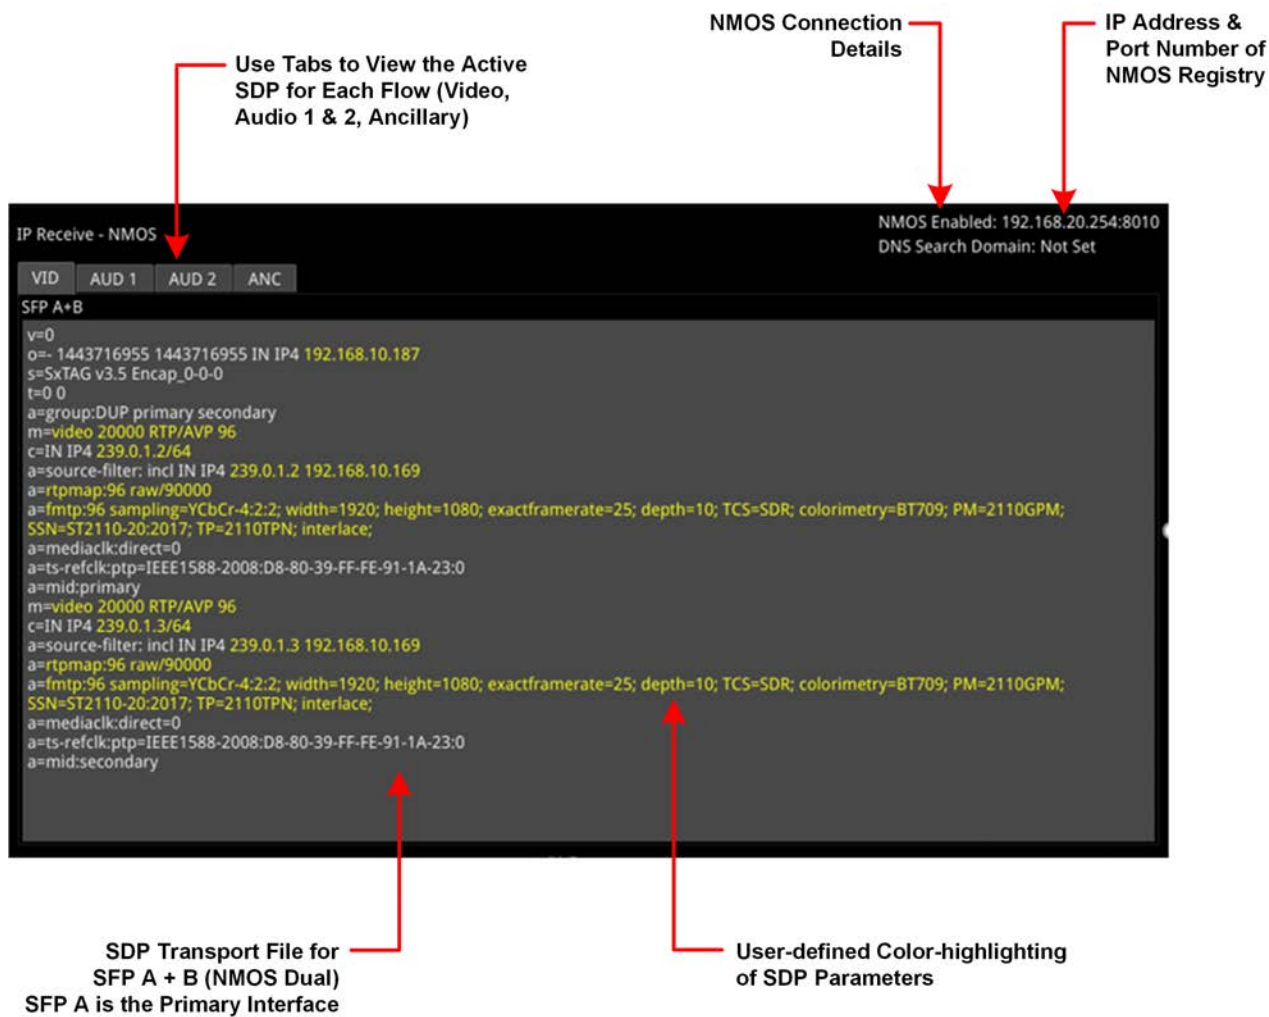 NMOS Connection
Details
IP Address &
Port Number of
NMOS Registry
Use Tabs to View the Active
SDP for Each Flow (Video,
Audio 1 & 2, Ancillary)
IP Receive - NMOS
NMOS Enabled: 192.168.20.254:8010
DNS Search Domain: Not Set
VID AUD 1 AUD 2 ANC
SFP A+B
v=0
o=- 1443716955 1443716955 IN IP4 192.168.10.187
s=SxTAG v3.5 Encap_0-0-0
t=0 0
a=group:DUP primary secondary
m=video 20000 RTP/AVP 96
c=IN IP4 239.0.1.2/64
a=source-filter: incl IN IP4 239.0.1.2 192.168.10.169
a=rtpmap:96 raw/90000
a=fmtp:96 sampling=YCbCr-4:2:2; width=1920; height=1080; exactframerate=25; depth=10; TCS=SDR; colorimetry=BT709; PM=2110GPM;
SSN=ST2110-20:2017; TP=2110TPN; interlace;
a=mediaclk:direct=0
a=ts-refclk:ptp=IEEE1588-2008:D8-80-39-FF-FE-91-1A-23:0
a=mid:primary
m=video 20000 RTP/AVP 96
c=IN IP4 239.0.1.3/64
a=source-filter: incl IN IP4 239.0.1.3 192.168.10.169
a=rtpmap:96 raw/90000
a=fmtp:96 sampling=YCbCr-4:2:2; width=1920; height=1080; exactframerate=25; depth=10; TCS=SDR; colorimetry=BT709; PM=2110GPM;
SSN=ST2110-20:2017; TP=2110TPN; interlace;
a=mediaclk:direct=0
a=ts-refclk:ptp=IEEE1588-2008:D8-80-39-FF-FE-91-1A-23:0
a=mid:secondary
SDP Transport File for
SFP A + B (NMOS Dual)
SFP A is the Primary Interface
User-defined Color-highlighting
of SDP Parameters